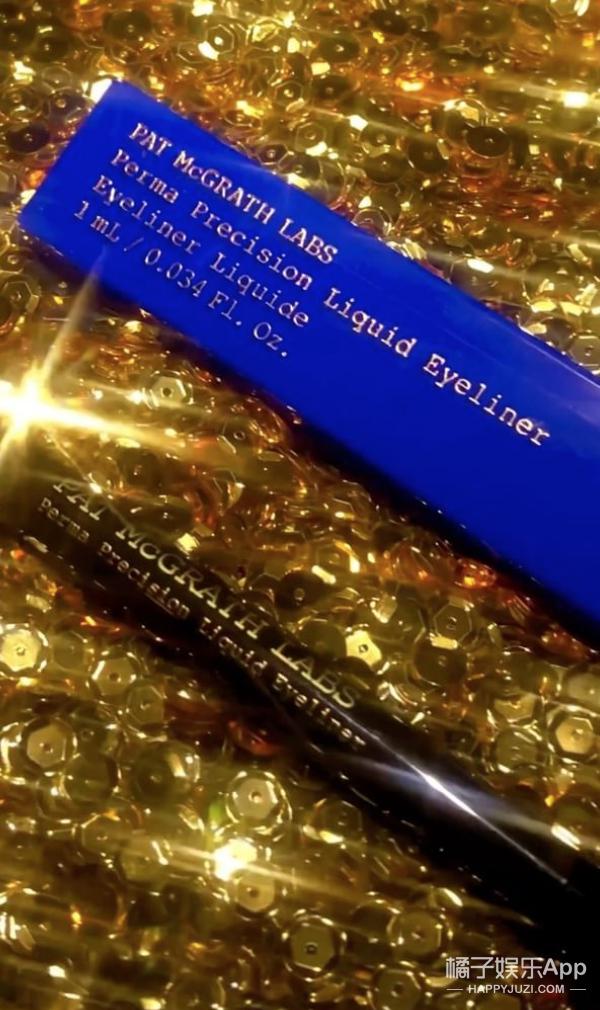 PAT McGRATH LABS
Perma Precision Liquid Eyeliner
Eyeliner Liquide
1 mL / 0.034 Fl. Oz.
PAT McGRATH LABS
Perma Precision Liquid Eyeliner
橘子娱乐App
HAPPYJUZI.COM